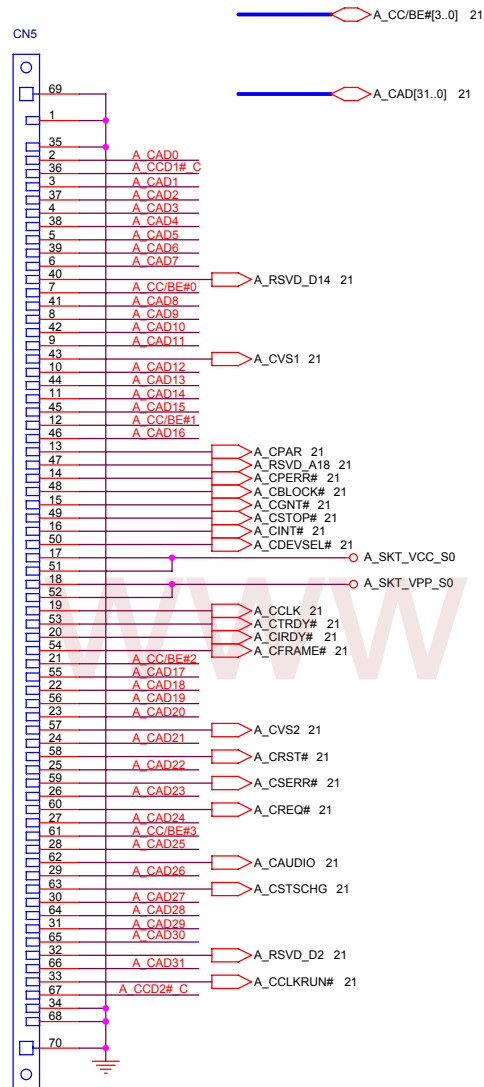 A_CC/BE#[3..0] 21
CN5
A_CAD[31..0] 21
69
1
35
2 A_CAD0
36 A_CCD1#_C
3 A_CAD1
37 A_CAD2
4 A_CAD3
38 A_CAD4
5 A_CAD5
39 A_CAD6
6 A_CAD7
40 A_RSVD_D14 21
7 A_CC/BE#0
41 A_CAD8
8 A_CAD9
42 A_CAD10
9 A_CAD11
43 A_CVS1 21
10 A_CAD12
44 A_CAD13
11 A_CAD14
45 A_CAD15
12 A_CC/BE#1
46 A_CAD16
13 A_CPAR 21
47 A_RSVD_A18 21
14 A_CPERR# 21
48 A_CBLOCK# 21
15 A_CGNT# 21
49 A_CSTOP# 21
16 A_CINT# 21
50 A_CDEVSEL# 21
17 A_SKT_VCC_S0
51
18 A_SKT_VPP_S0
52
19 A_CCLK 21
53 A_CTRDY# 21
20 A_CIRDY# 21
54 A_CFRAME# 21
21 A_CC/BE#2
55 A_CAD17
22 A_CAD18
56 A_CAD19
23 A_CAD20
57 A_CVS2 21
24 A_CAD21
58 A_CRST# 21
25 A_CAD22
59 A_CSERR# 21
26 A_CAD23
60 A_CREQ# 21
27 A_CAD24
61 A_CC/BE#3
28 A_CAD25
62 A_CAUDIO 21
29 A_CAD26
63 A_CSTSCHG 21
30 A_CAD27
64 A_CAD28
31 A_CAD29
65 A_CAD30
32 A_RSVD_D2 21
66 A_CAD31
33 A_CCLKRUN# 21
67 A_CCD2#_C
34
68
70
www